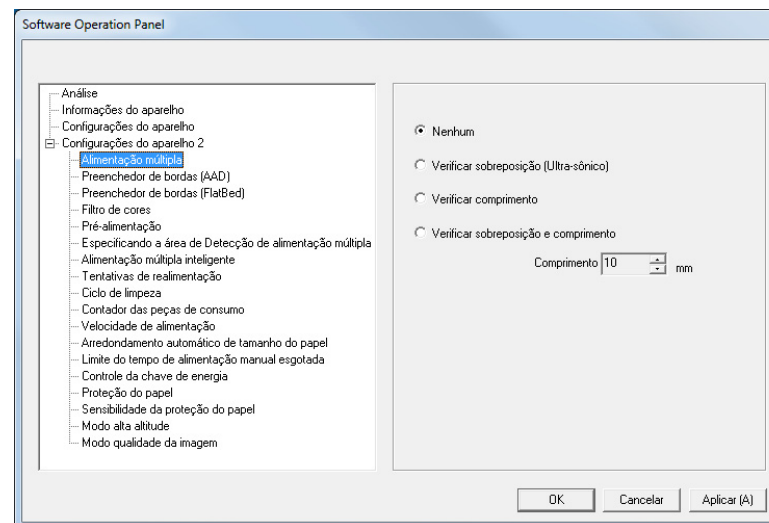 Software Operation Panel
Análise
Informações do aparelho
Configurações do aparelho
Configurações do aparelho 2
Alimentação múltipla
Preenchedor de bordas (AAD)
Preenchedor de bordas (FlatBed)
Filtro de cores
Pré-alimentação
Especificando a área de Detecção de alimentação múltipla
Alimentação múltipla inteligente
Tentativas de realimentação
Ciclo de limpeza
Contador das peças de consumo
Velocidade de alimentação
Arredondamento automático de tamanho do papel
Limite do tempo de alimentação manual esgotada
Controle da chave de energia
Proteção do papel
Sensibilidade da proteção do papel
Modo alta altitude
Modo qualidade da imagem
Nenhum
Verificar sobreposição (Ultra-sônico)
Verificar comprimento
Verificar sobreposição e comprimento
Comprimento 10 mm
OK Cancelar Aplicar (A)